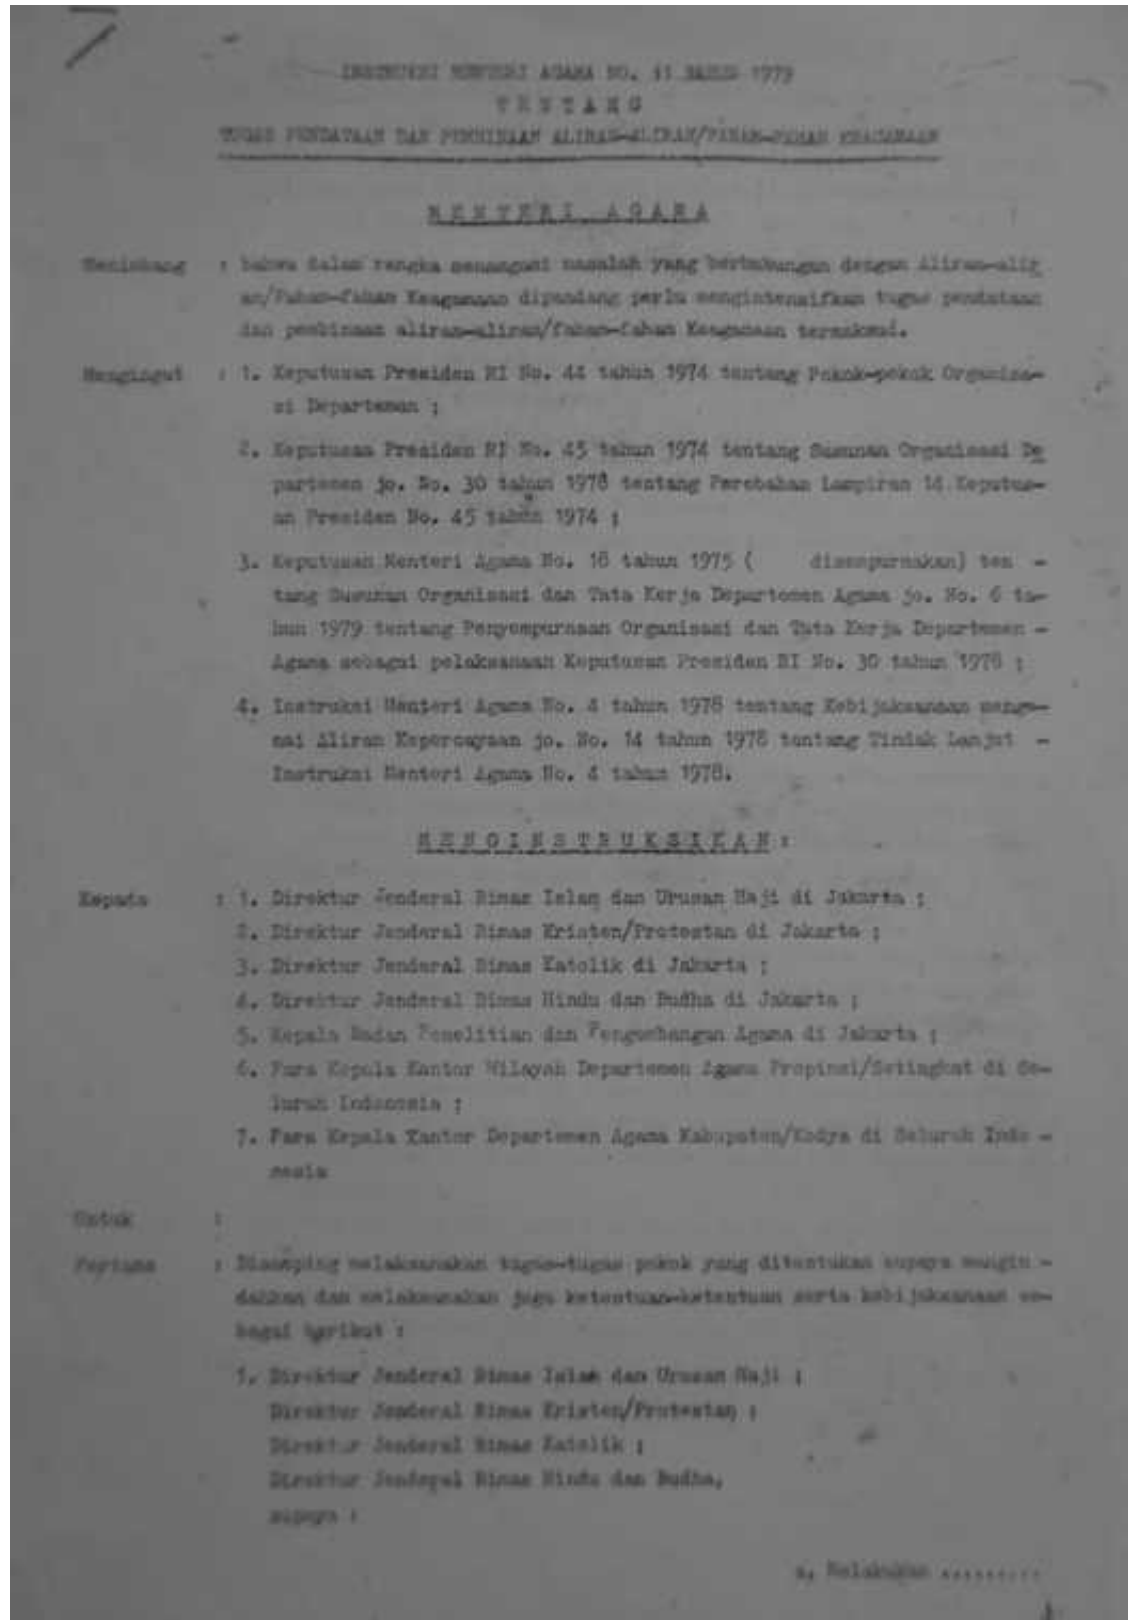 INSTRUKSI MENTERI AGAMA NO. 11 TAHUN 1979
TENTANG
TUGAS PENDATAAN DAN PEMBINAAN ALIRAN-ALIRAN/FAHAM-FAHAM KEAGAMAAN
MENTERI AGAMA
Menimbang : bahwa dalam rangka menangani masalah yang berhubungan dengan Aliran-alir
an/Faham-faham Keagamaan dipandang perlu mengintensifkan tugas pendataan
dan pembinaan aliran-aliran/faham-faham Keagamaan termaksud.
Mengingat : 1. Keputusan Presiden RI No. 44 tahun 1974 tentang Pokok-pokok Organisa-
si Departemen ;
2. Keputusan Presiden RI No. 45 tahun 1974 tentang Susunan Organisasi De
partemen jo. No. 30 tahun 1978 tentang Perobahan Lampiran 14 Keputus-
an Presiden No. 45 tahun 1974 ;
3. Keputusan Menteri Agama No. 18 tahun 1975 ( disempurnakan) ten -
tang Susunan Organisasi dan Tata Kerja Departemen Agama jo. No. 6 ta-
hun 1979 tentang Penyempurnaan Organisasi dan Tata Kerja Departemen -
Agama sebagai pelaksanaan Keputusan Presiden RI No. 30 tahun 1978 ;
4. Instruksi Menteri Agama No. 4 tahun 1978 tentang Kebijaksanaan menge-
nai Aliran Kepercayaan jo. No. 14 tahun 1978 tentang Tindak Lanjut -
Instruksi Menteri Agama No. 4 tahun 1978.
MENGINSTRUKSIKAN :
Kepada : 1. Direktur Jenderal Bimas Islam dan Urusan Haji di Jakarta ;
2. Direktur Jenderal Bimas Kristen/Protestan di Jakarta ;
3. Direktur Jenderal Bimas Katolik di Jakarta ;
4. Direktur Jenderal Bimas Hindu dan Budha di Jakarta ;
5. Kepala Badan Penelitian dan Pengembangan Agama di Jakarta ;
6. Para Kepala Kantor Wilayah Departemen Agama Propinsi/Setingkat di Se-
luruh Indonesia ;
7. Para Kepala Kantor Departemen Agama Kabupaten/Kodya di Seluruh Indo -
nesia
Untuk :
Pertama : Disamping melaksanakan tugas-tugas pokok yang ditentukan supaya mengin -
dahkan dan melaksanakan juga ketentuan-ketentuan serta kebijaksanaan se-
bagai berikut :
1. Direktur Jenderal Bimas Islam dan Urusan Haji ;
Direktur Jenderal Bimas Kristen/Protestan ;
Direktur Jenderal Bimas Katolik ;
Direktur Jenderal Bimas Hindu dan Budha,
supaya :
a. Melakukan .........